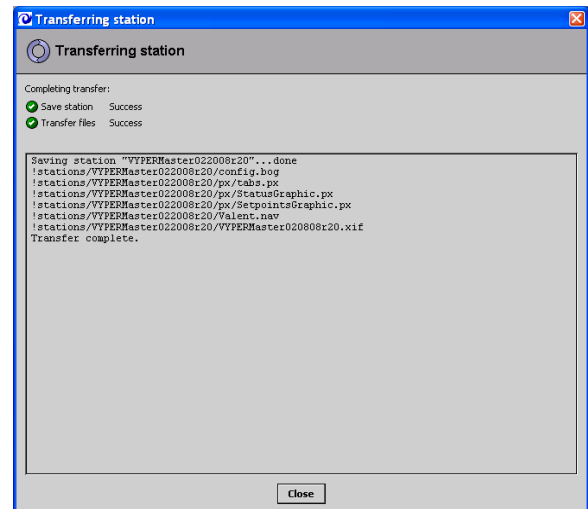 Transferring station
Transferring station
Completing transfer:
Save station Success
Transfer files Success
Saving station "VYPERMaster022008r20"...done
!stations/VYPERMaster022008r20/config.bog
!stations/VYPERMaster022008r20/px/tabs.px
!stations/VYPERMaster022008r20/px/StatusGraphic.px
!stations/VYPERMaster022008r20/px/SetpointsGraphic.px
!stations/VYPERMaster022008r20/Valent.nav
!stations/VYPERMaster022008r20/VYPERMaster020808r20.xif
Transfer complete.
Close